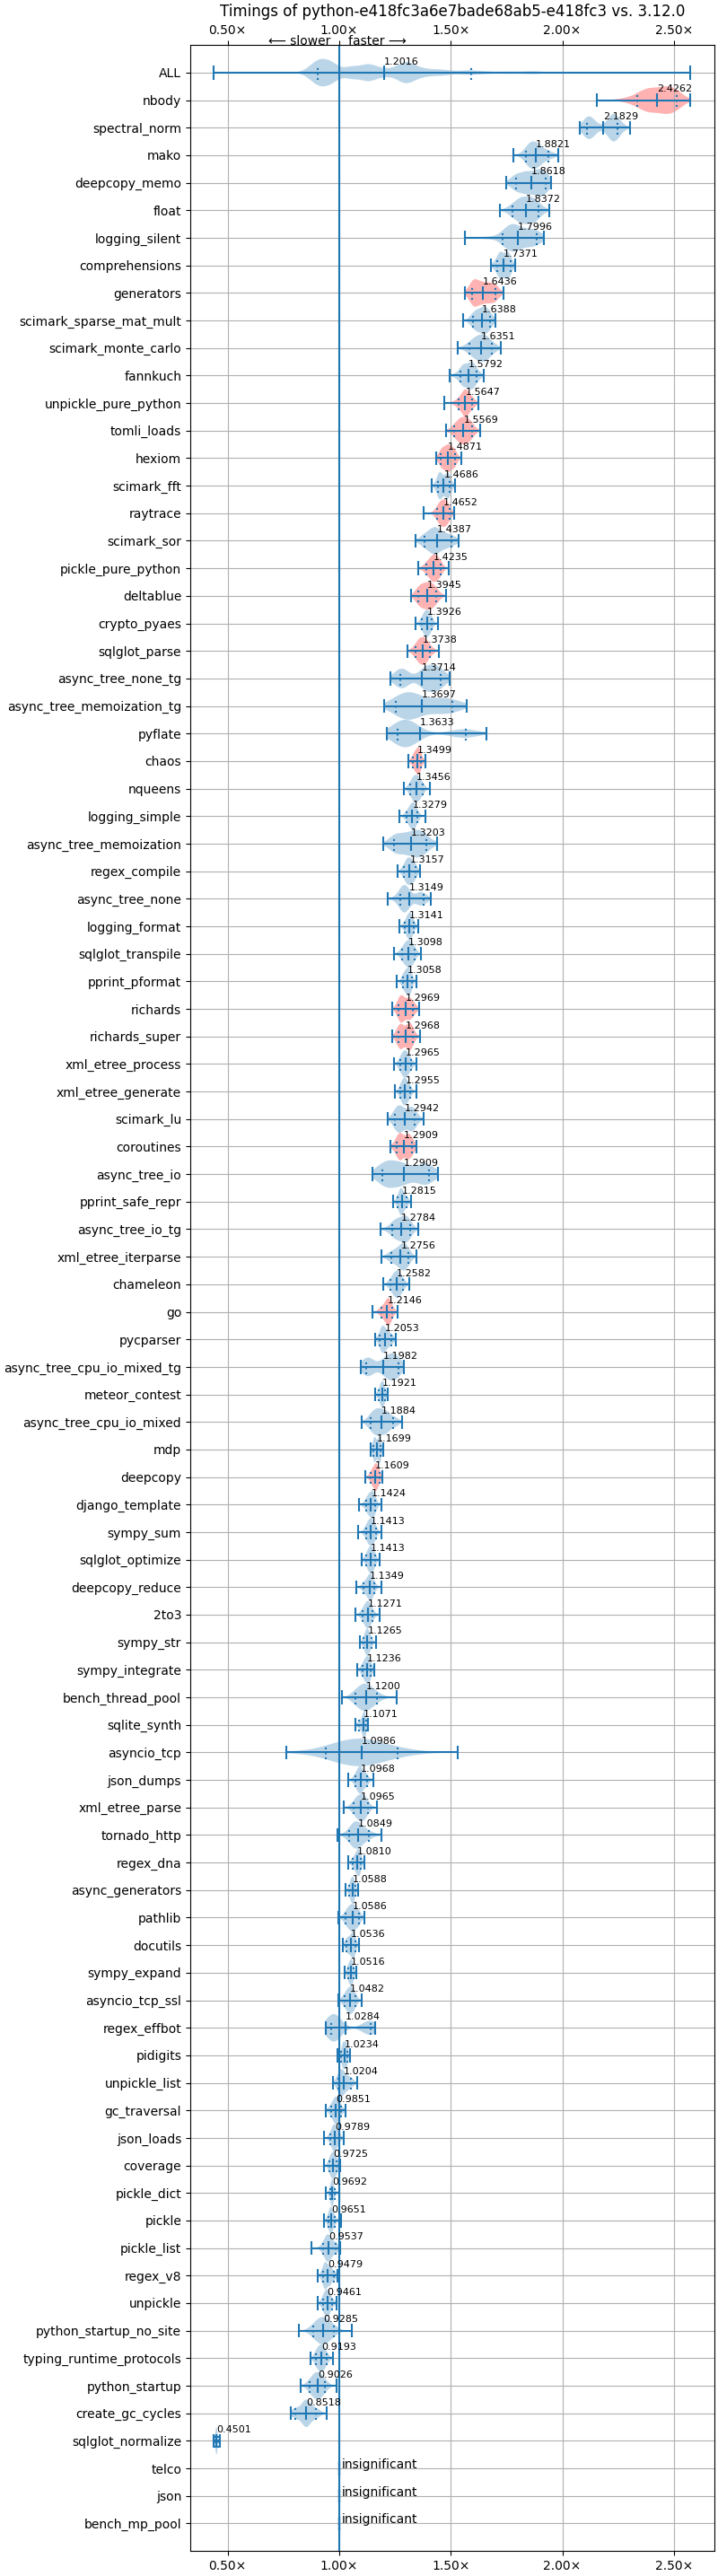 Timings of python-e418fc3a6e7bade68ab5-e418fc3 vs. 3.12.0
0.50× 1.00× 1.50× 2.00× 2.50×
⟵ slower faster ⟶
ALL 1.2016
nbody 2.4262
spectral_norm 2.1829
mako 1.8821
deepcopy_memo 1.8618
float 1.8372
logging_silent 1.7996
comprehensions 1.7371
generators 1.6436
scimark_sparse_mat_mult 1.6388
scimark_monte_carlo 1.6351
fannkuch 1.5792
unpickle_pure_python 1.5647
tomli_loads 1.5569
hexiom 1.4871
scimark_fft 1.4686
raytrace 1.4652
scimark_sor 1.4387
pickle_pure_python 1.4235
deltablue 1.3945
crypto_pyaes 1.3926
sqlglot_parse 1.3738
async_tree_none_tg 1.3714
async_tree_memoization_tg 1.3697
pyflate 1.3633
chaos 1.3499
nqueens 1.3456
logging_simple 1.3279
async_tree_memoization 1.3203
regex_compile 1.3157
async_tree_none 1.3149
logging_format 1.3141
sqlglot_transpile 1.3098
pprint_pformat 1.3058
richards 1.2969
richards_super 1.2968
xml_etree_process 1.2965
xml_etree_generate 1.2955
scimark_lu 1.2942
coroutines 1.2909
async_tree_io 1.2909
pprint_safe_repr 1.2815
async_tree_io_tg 1.2784
xml_etree_iterparse 1.2756
chameleon 1.2582
go 1.2146
pycparser 1.2053
async_tree_cpu_io_mixed_tg 1.1982
meteor_contest 1.1921
async_tree_cpu_io_mixed 1.1884
mdp 1.1699
deepcopy 1.1609
django_template 1.1424
sympy_sum 1.1413
sqlglot_optimize 1.1413
deepcopy_reduce 1.1349
2to3 1.1271
sympy_str 1.1265
sympy_integrate 1.1236
bench_thread_pool 1.1200
sqlite_synth 1.1071
asyncio_tcp 1.0986
json_dumps 1.0968
xml_etree_parse 1.0965
tornado_http 1.0849
regex_dna 1.0810
async_generators 1.0588
pathlib 1.0586
docutils 1.0536
sympy_expand 1.0516
asyncio_tcp_ssl 1.0482
regex_effbot 1.0284
pidigits 1.0234
unpickle_list 1.0204
gc_traversal 0.9851
json_loads 0.9789
coverage 0.9725
pickle_dict 0.9692
pickle 0.9651
pickle_list 0.9537
regex_v8 0.9479
unpickle 0.9461
python_startup_no_site 0.9285
typing_runtime_protocols 0.9193
python_startup 0.9026
create_gc_cycles 0.8518
sqlglot_normalize 0.4501
telco insignificant
json insignificant
bench_mp_pool insignificant
0.50× 1.00× 1.50× 2.00× 2.50×